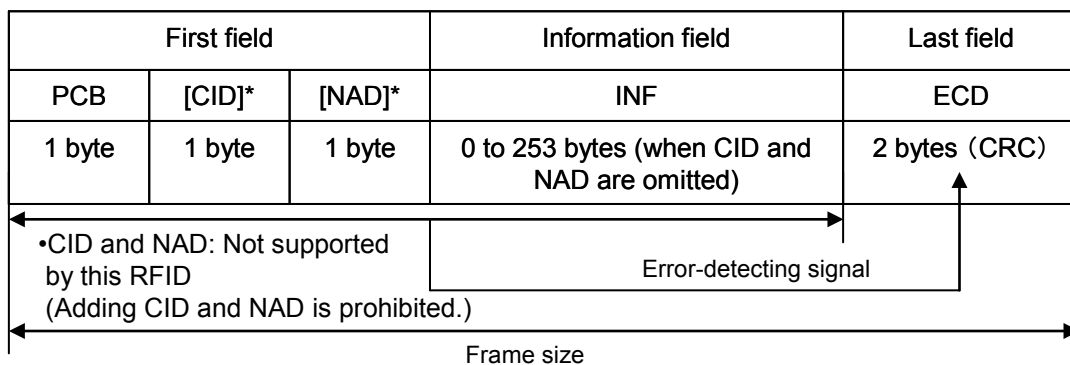 First field Information field Last field
PCB [CID]* [NAD]* INF ECD
1 byte 1 byte 1 byte 0 to 253 bytes (when CID and NAD are omitted) 2 bytes （CRC）
•CID and NAD: Not supported
by this RFID
(Adding CID and NAD is prohibited.)
Error-detecting signal
Frame size